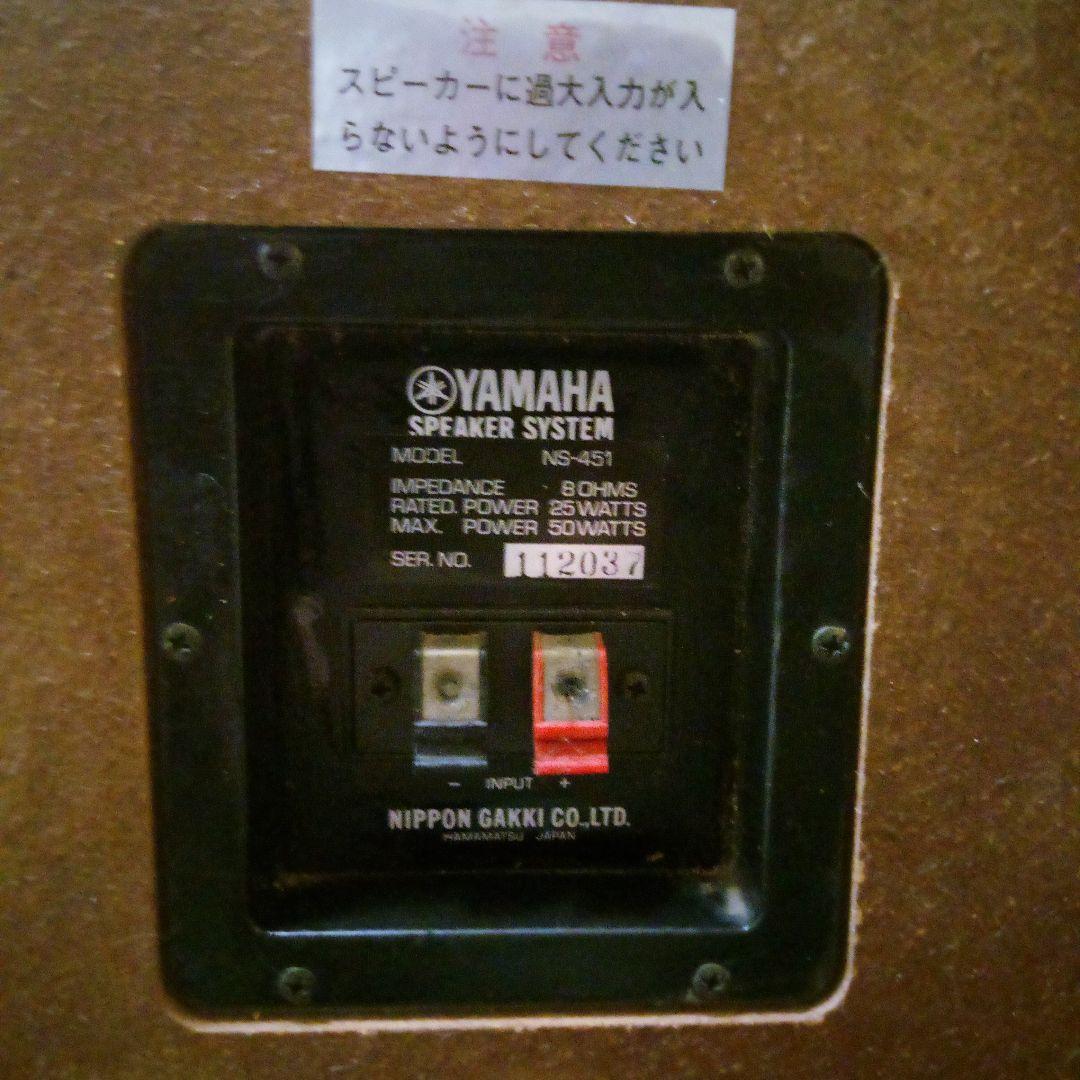 注意
スピーカーに過大入力が入
らないようにしてください
YAMAHA
SPEAKER SYSTEM
MODEL NS-451
IMPEDANCE 8 OHMS
RATED. POWER 25 WATTS
MAX. POWER 50 WATTS
SER. NO. 112037
- INPUT +
NIPPON GAKKI CO., LTD.
HAMAMATSU JAPAN